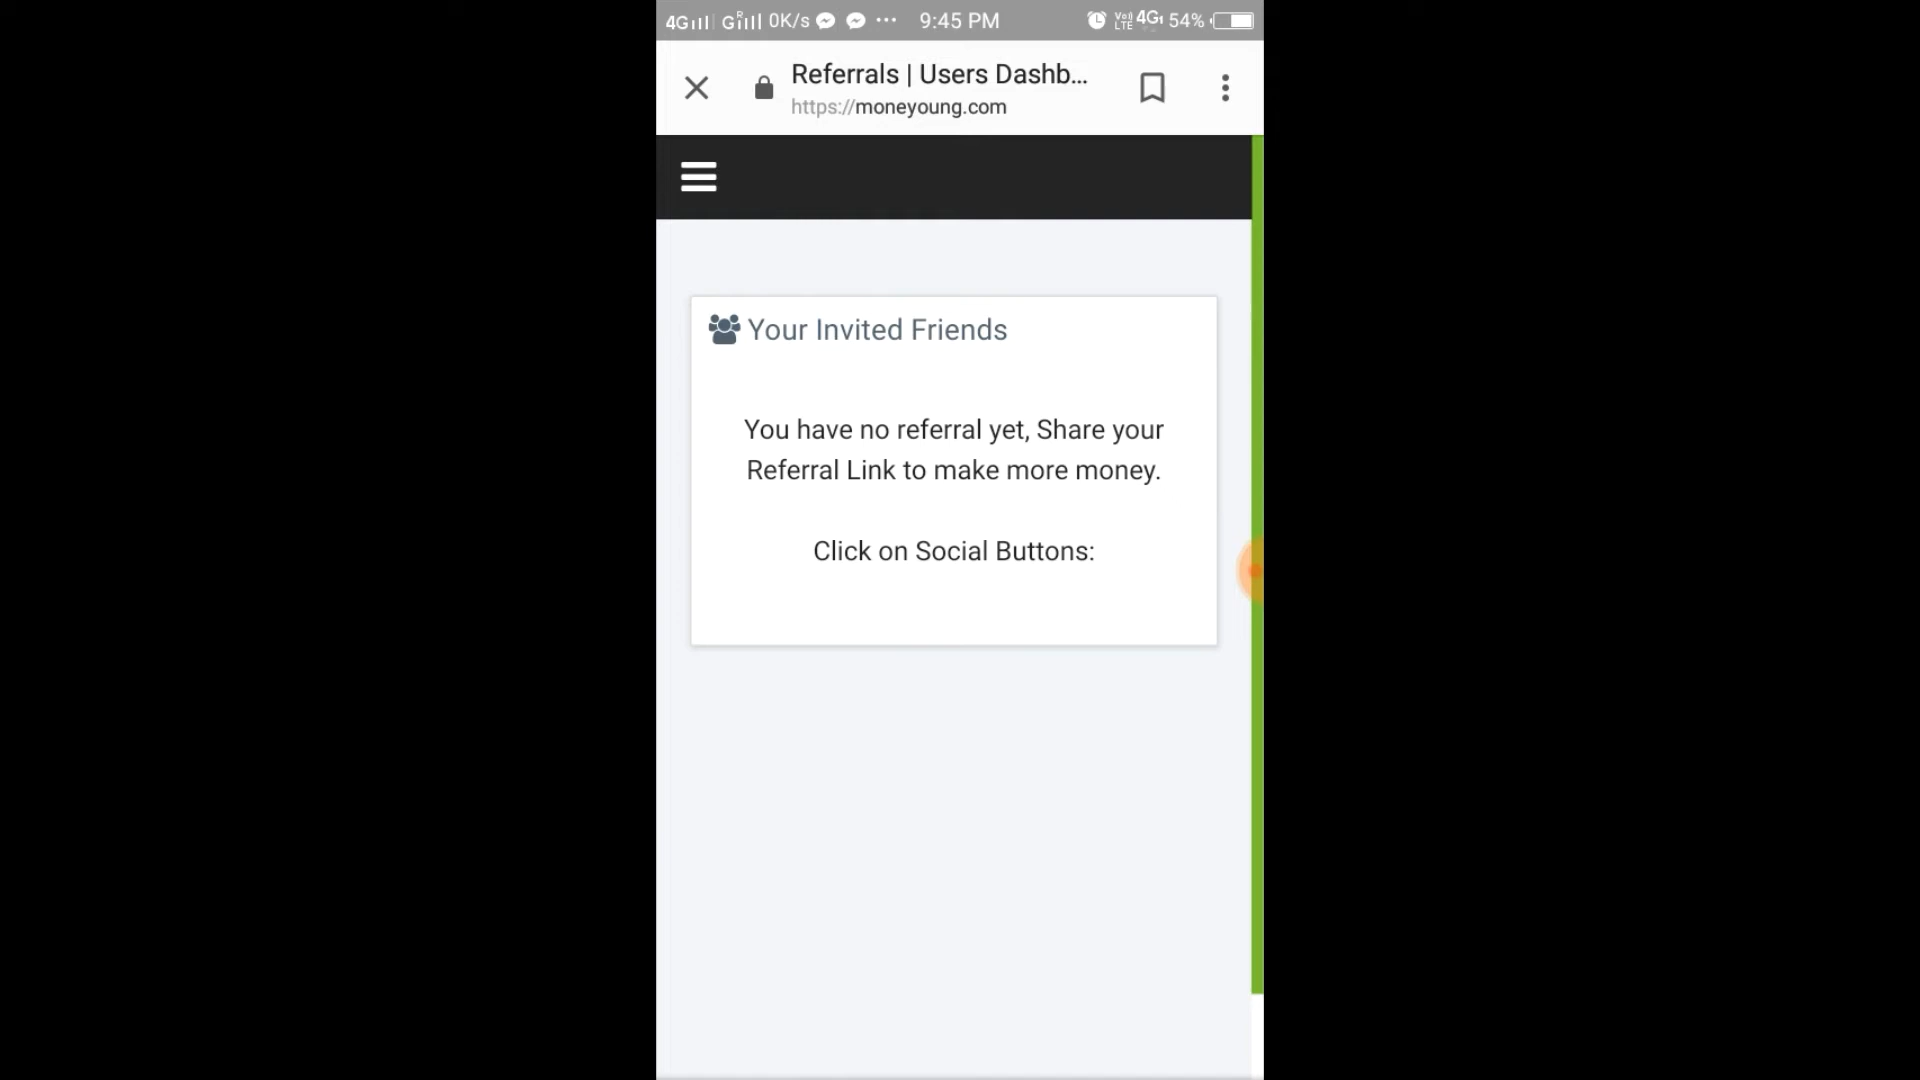 4G G R 0K/s ... 9:45 PM VoLTE 4G 54%
Referrals | Users Dashb...
https://moneyoung.com
Your Invited Friends
You have no referral yet, Share your
Referral Link to make more money.
Click on Social Buttons: